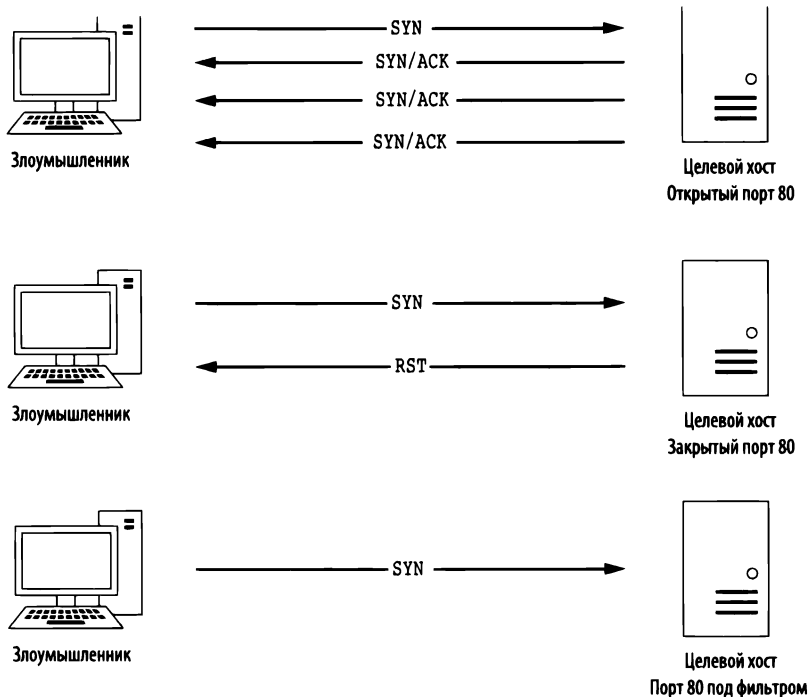 SYN
SYN/ACK
SYN/ACK
SYN/ACK
Злоумышленник
Целевой хост
Открытый порт 80
SYN
RST
Злоумышленник
Целевой хост
Закрытый порт 80
SYN
Злоумышленник
Целевой хост
Порт 80 под фильтром